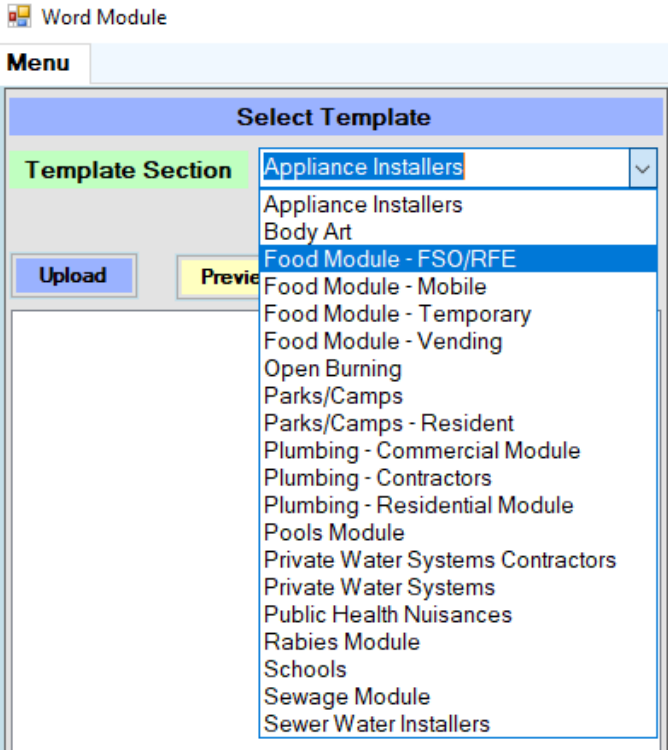 Word Module
Menu
Select Template
Template Section Appliance Installers
Appliance Installers
Body Art
Food Module - FSO/RFE
Upload
Food Module - Mobile
Food Module - Temporary
Food Module - Vending
Open Burning
Parks/Camps
Parks/Camps - Resident
Plumbing - Commercial Module
Plumbing - Contractors
Plumbing - Residential Module
Pools Module
Private Water Systems Contractors
Private Water Systems
Public Health Nuisances
Rabies Module
Schools
Sewage Module
Sewer Water Installers